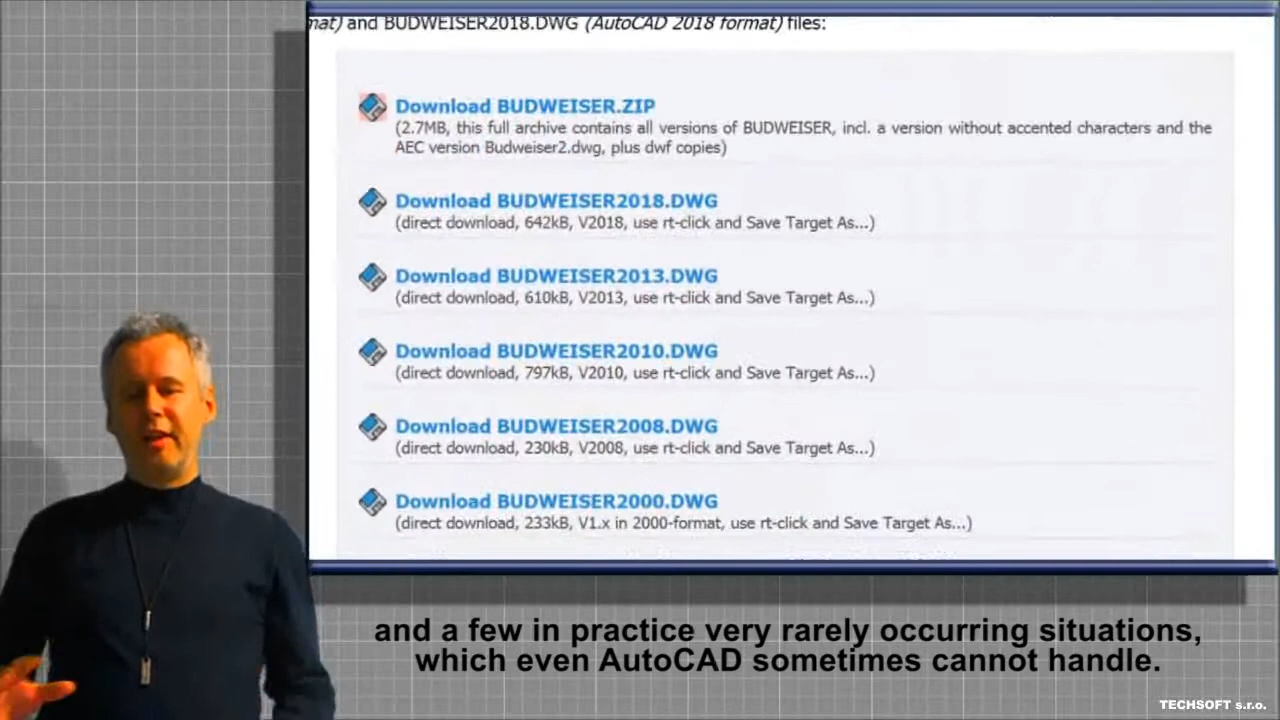 mat) and BUDWEISER2018.DWG (AutoCAD 2018 format) files:
Download BUDWEISER.ZIP
(2.7MB, this full archive contains all versions of BUDWEISER, incl. a version without accented characters and the
AEC version Budweiser2.dwg, plus dwf copies)
Download BUDWEISER2018.DWG
(direct download, 642kB, V2018, use rt-click and Save Target As...)
Download BUDWEISER2013.DWG
(direct download, 610kB, V2013, use rt-click and Save Target As...)
Download BUDWEISER2010.DWG
(direct download, 797kB, V2010, use rt-click and Save Target As...)
Download BUDWEISER2008.DWG
(direct download, 230kB, V2008, use rt-click and Save Target As...)
Download BUDWEISER2000.DWG
(direct download, 233kB, V1.x in 2000-format, use rt-click and Save Target As...)
and a few in practice very rarely occurring situations,
which even AutoCAD sometimes cannot handle.
TECHSOFT s.r.o.